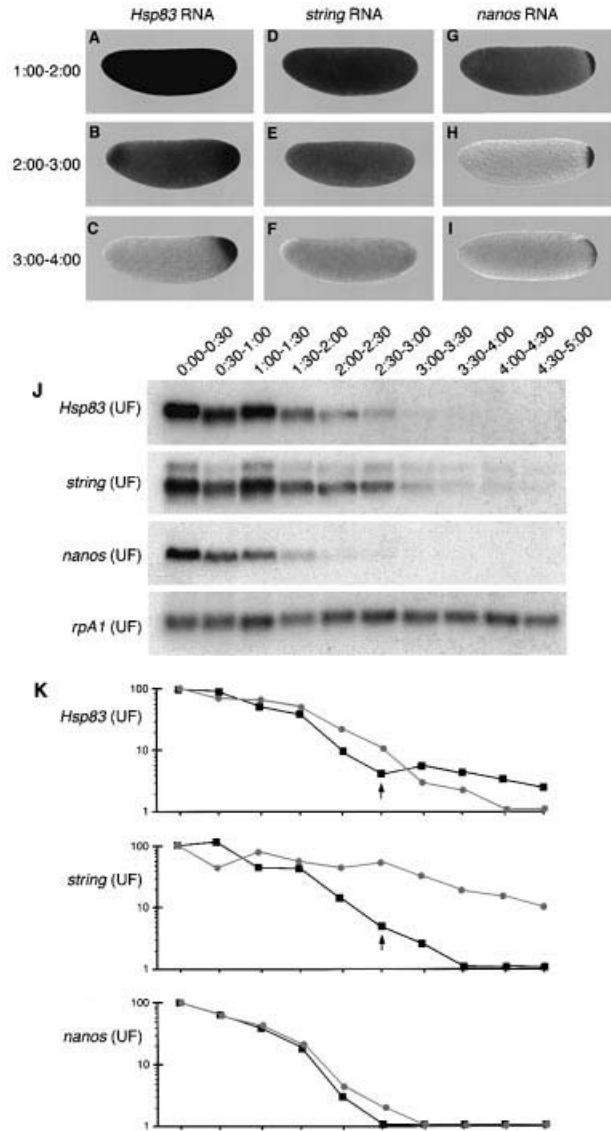 Hsp83 RNA string RNA nanos RNA
A D G
1:00-2:00
B E H
2:00-3:00
C F I
3:00-4:00
0:00-0:30 0:30-1:00 1:00-1:30 1:30-2:00 2:00-2:30 2:30-3:00 3:00-3:30 3:30-4:00 4:00-4:30 4:30-5:00
J
Hsp83 (UF)
string (UF)
nanos (UF)
rpA1 (UF)
K
100
Hsp83 (UF)
10
1
100
string (UF)
10
1
100
nanos (UF)
10
1